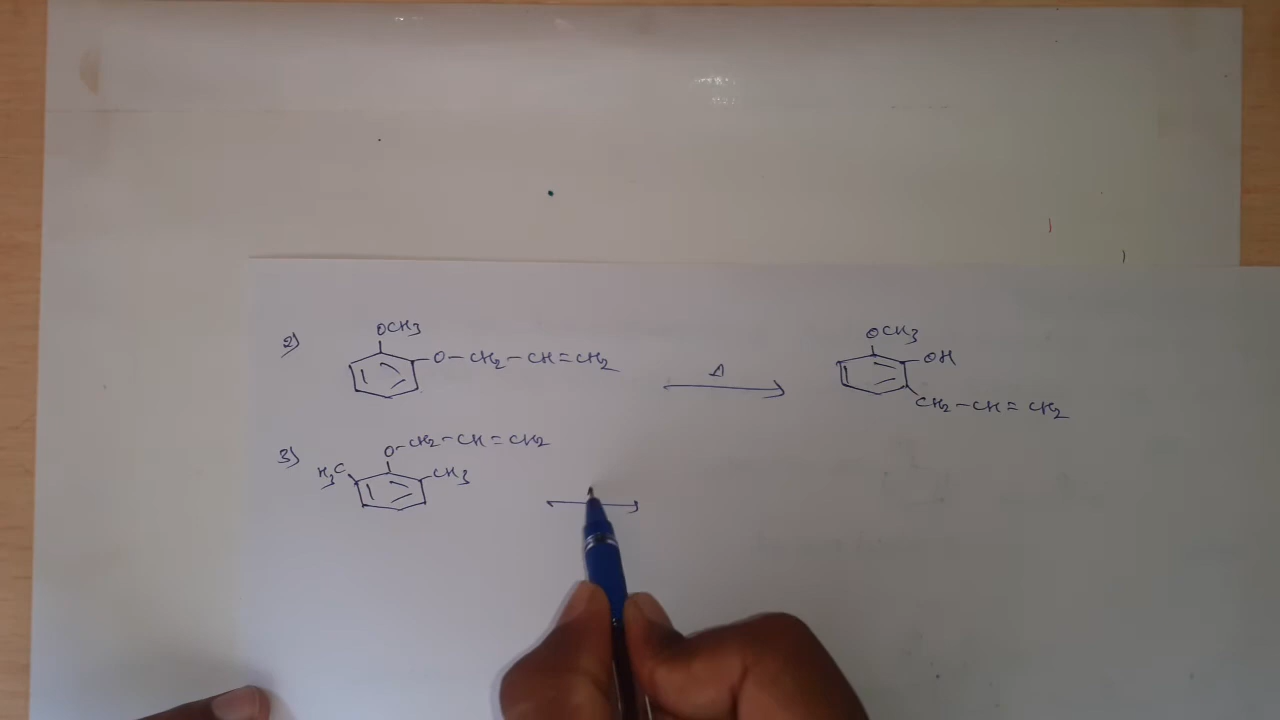 2) OCH3 O-CH2-CH=CH2 Δ OCH3 OH CH2-CH=CH2
3) H3C O-CH2-CH=CH2 CH3